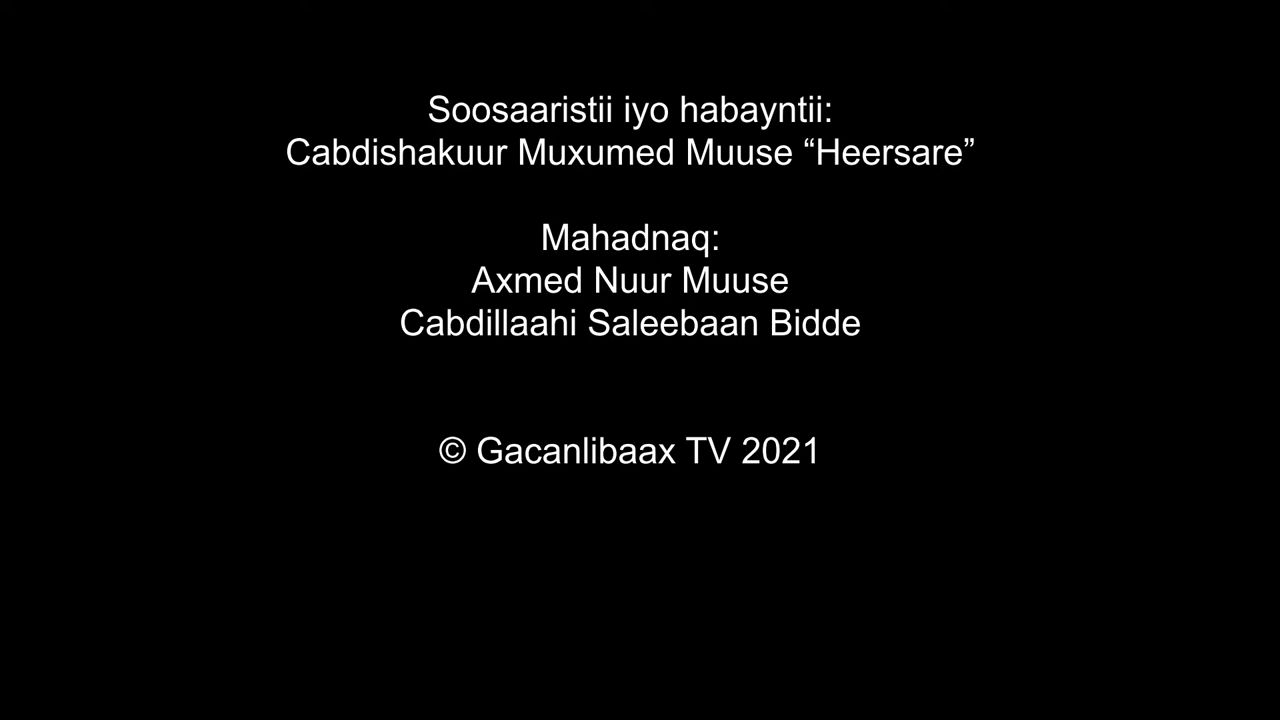 Soosaaristii iyo habayntii:
Cabdishakuur Muxumed Muuse “Heersare”
Mahadnaq:
Axmed Nuur Muuse
Cabdillaahi Saleebaan Bidde
© Gacanlibaax TV 2021